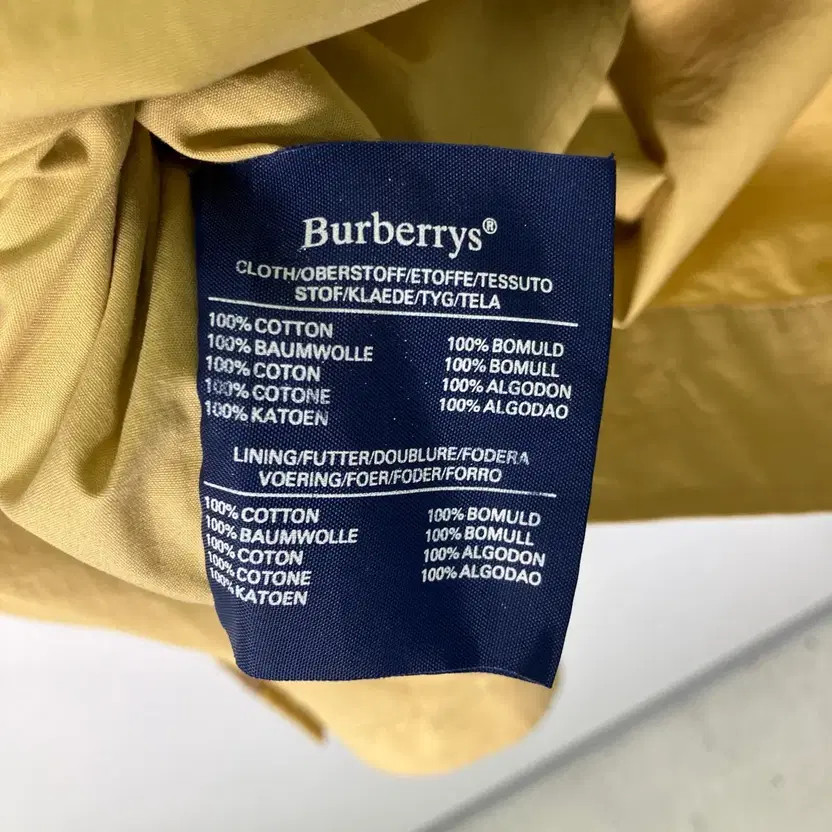 Burberrys®
CLOTH/OBERSTOFF/ETOFFE/TESSUTO
STOF/KLAEDE/TYG/TELA
100% COTTON
100% BAUMWOLLE
100% COTON
100% COTONE
100% KATOEN
100% BOMULD
100% BOMULL
100% ALGODON
100% ALGODAO
LINING/FUTTER/DOUBLURE/FODERA
VOERING/FOER/FODER/FORRO
100% COTTON
100% BAUMWOLLE
100% COTON
100% COTONE
100% KATOEN
100% BOMULD
100% BOMULL
100% ALGODON
100% ALGODAO